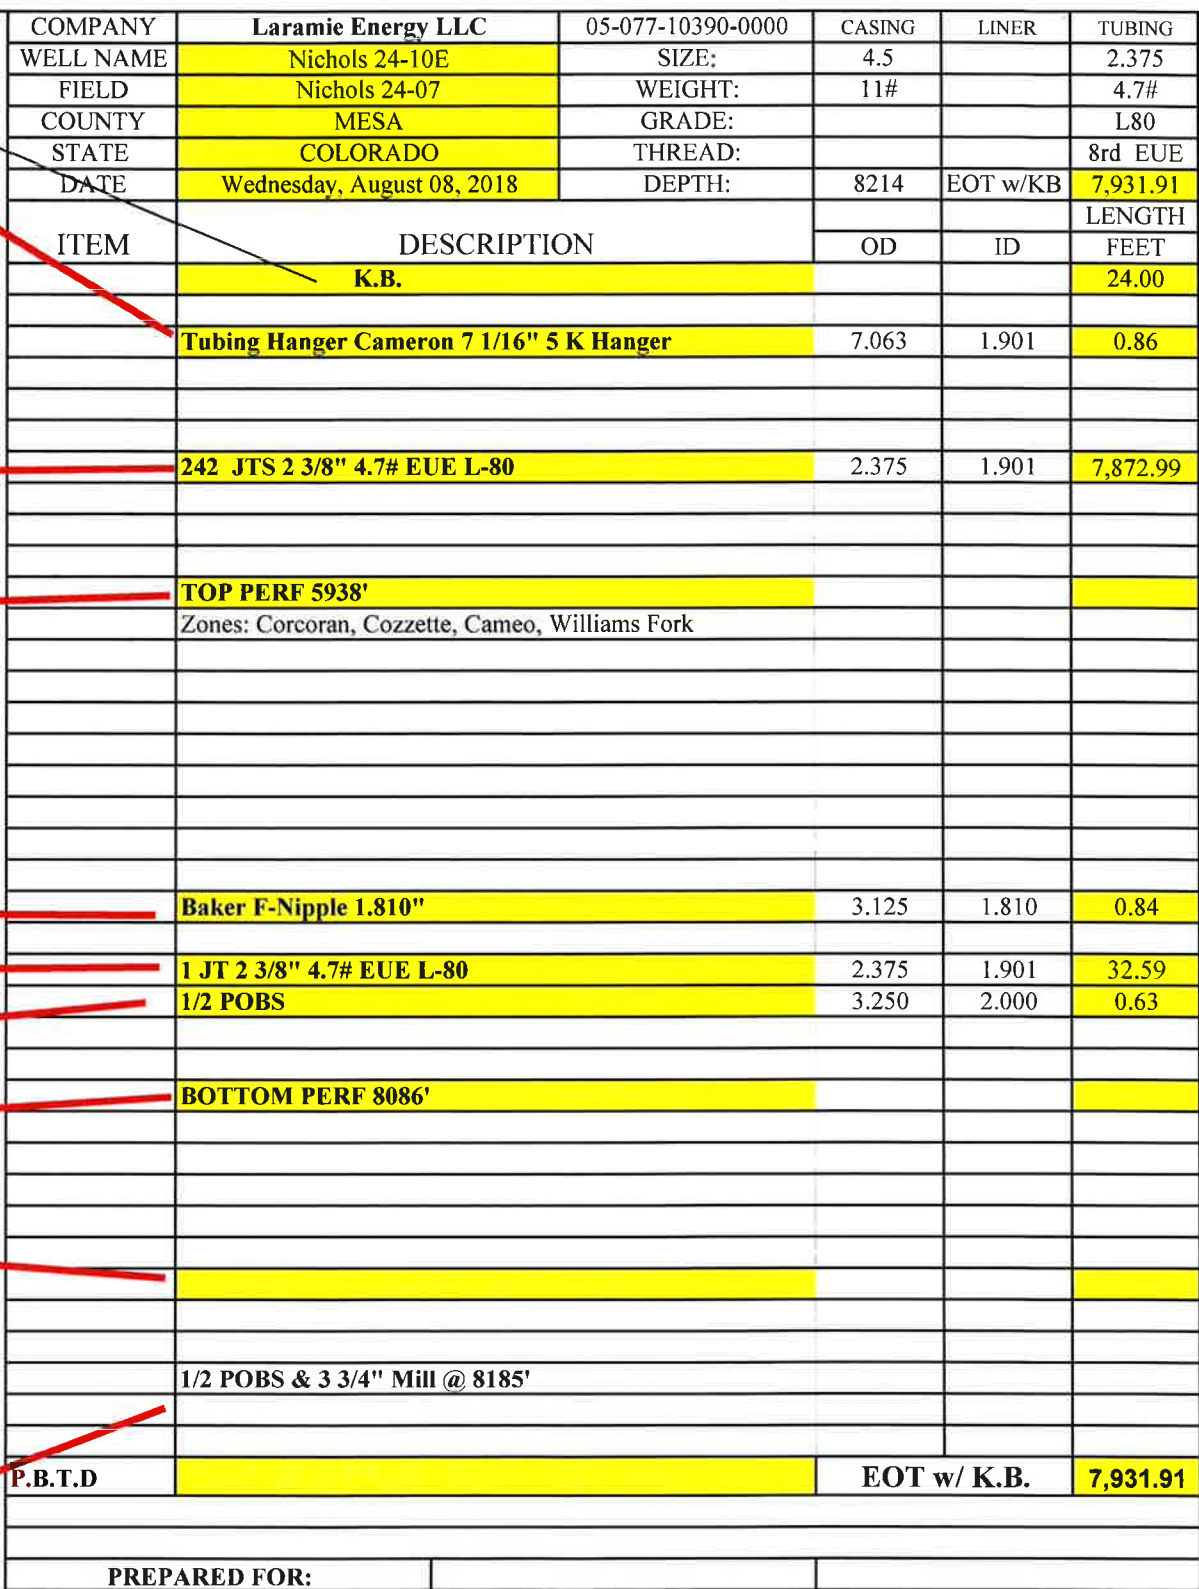 COMPANY Laramie Energy LLC 05-077-10390-0000 CASING LINER TUBING
WELL NAME Nichols 24-10E SIZE: 4.5 2.375
FIELD Nichols 24-07 WEIGHT: 11# 4.7#
COUNTY MESA GRADE: L80
STATE COLORADO THREAD: 8rd EUE
DATE Wednesday, August 08, 2018 DEPTH: 8214 EOT w/KB 7,931.91
LENGTH
ITEM DESCRIPTION OD ID FEET
K.B. 24.00
Tubing Hanger Cameron 7 1/16" 5 K Hanger 7.063 1.901 0.86
242 JTS 2 3/8" 4.7# EUE L-80 2.375 1.901 7,872.99
TOP PERF 5938'
Zones: Corcoran, Cozzette, Cameo, Williams Fork
Baker F-Nipple 1.810" 3.125 1.810 0.84
1 JT 2 3/8" 4.7# EUE L-80 2.375 1.901 32.59
1/2 POBS 3.250 2.000 0.63
BOTTOM PERF 8086'
1/2 POBS & 3 3/4" Mill @ 8185'
P.B.T.D EOT w/ K.B. 7,931.91
PREPARED FOR: